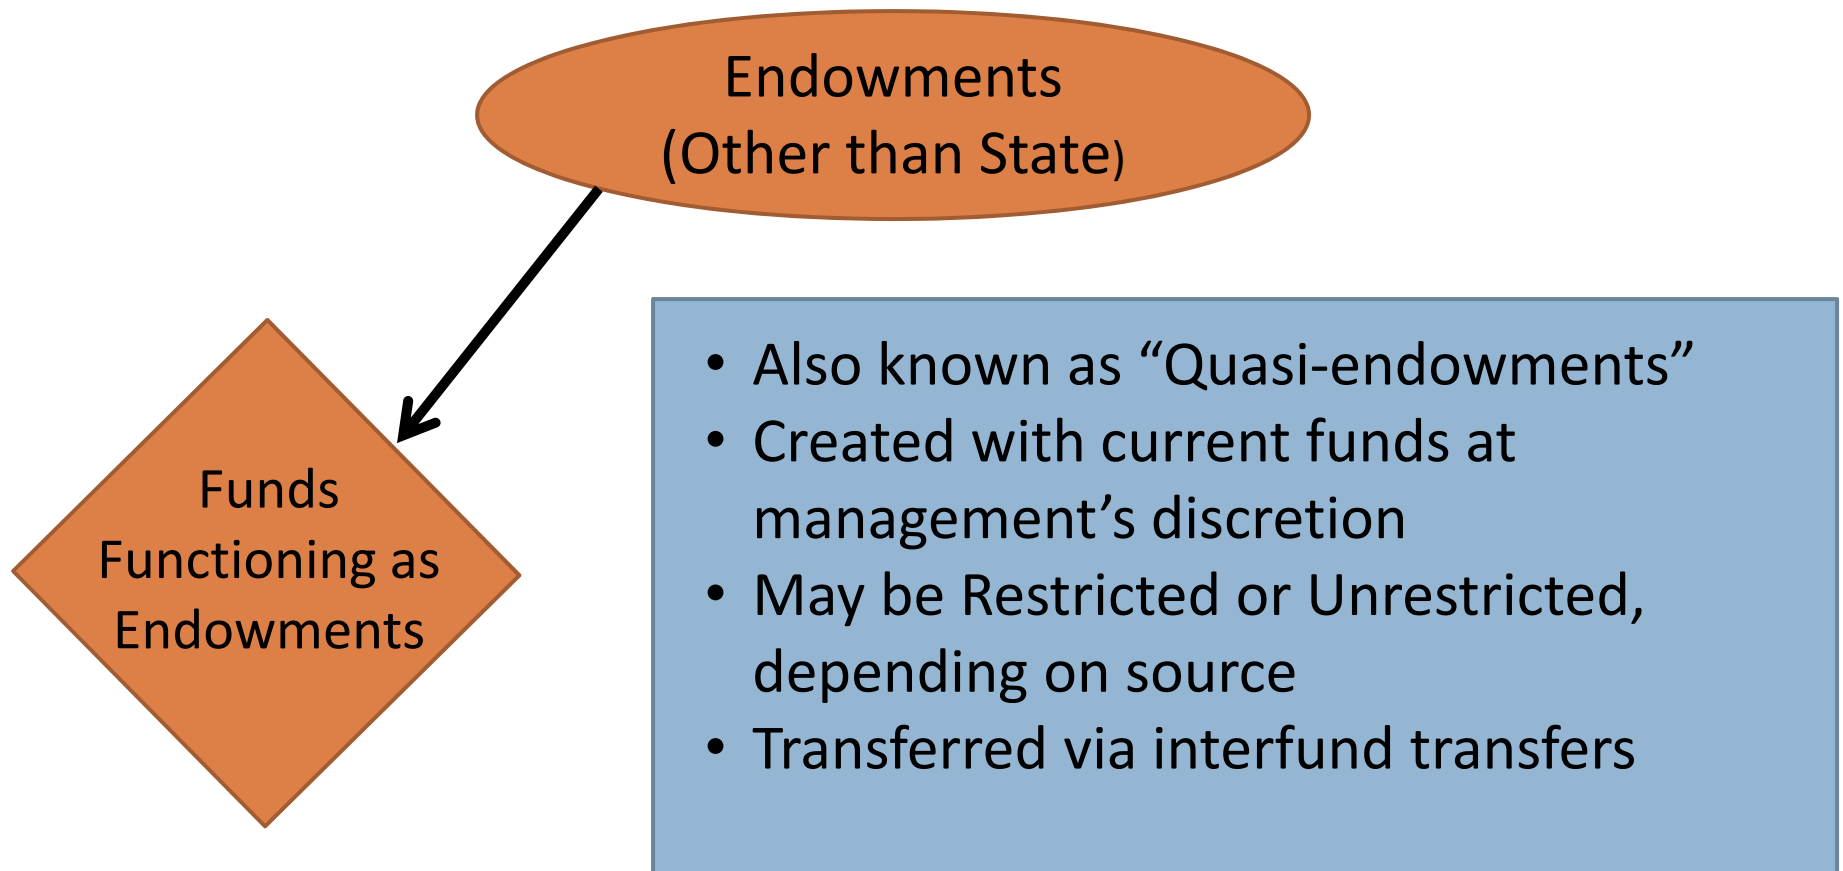 Endowments
(Other than State)
Funds
Functioning as
Endowments
• Also known as “Quasi-endowments”
• Created with current funds at
management’s discretion
• May be Restricted or Unrestricted,
depending on source
• Transferred via interfund transfers